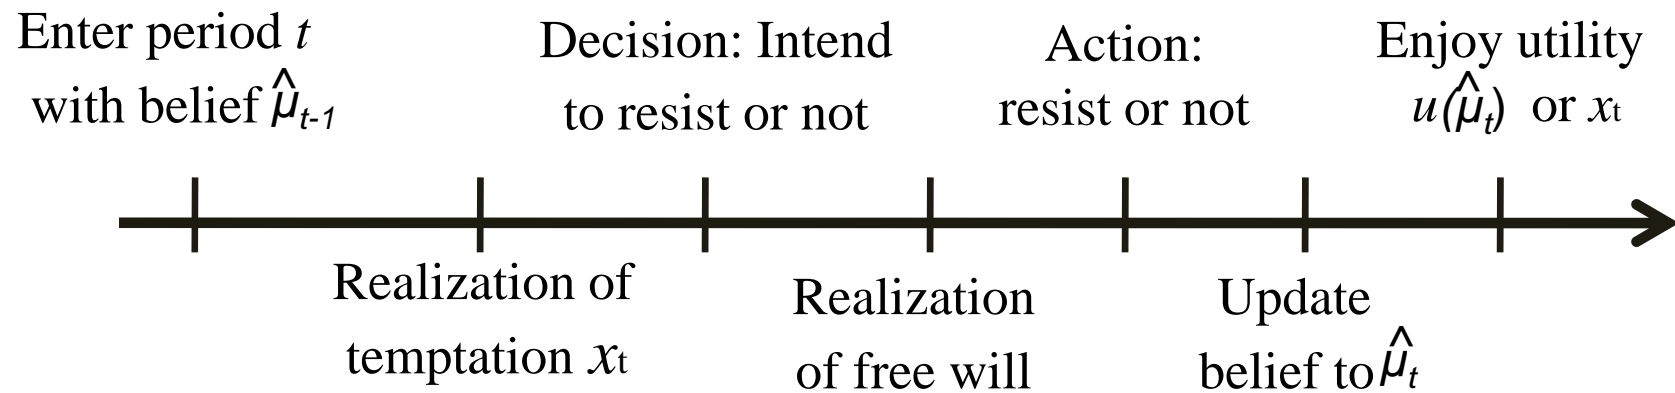 Enter period t
with belief μ̂t-1
Realization of
temptation xt
Decision: Intend
to resist or not
Realization
of free will
Action:
resist or not
Update
belief to μ̂t
Enjoy utility
u(μ̂t) or xt